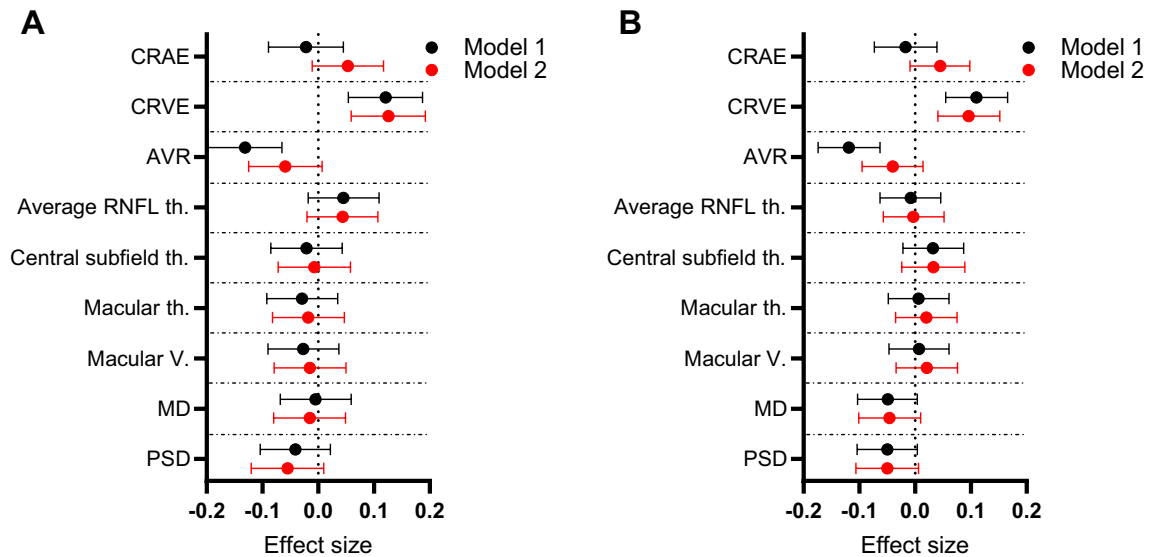 A
CRAE
CRVE
AVR
Average RNFL th.
Central subfield th.
Macular th.
Macular V.
MD
PSD
Model 1
Model 2
-0.2 -0.1 0.0 0.1 0.2
Effect size
B
CRAE
CRVE
AVR
Average RNFL th.
Central subfield th.
Macular th.
Macular V.
MD
PSD
Model 1
Model 2
-0.2 -0.1 0.0 0.1 0.2
Effect size